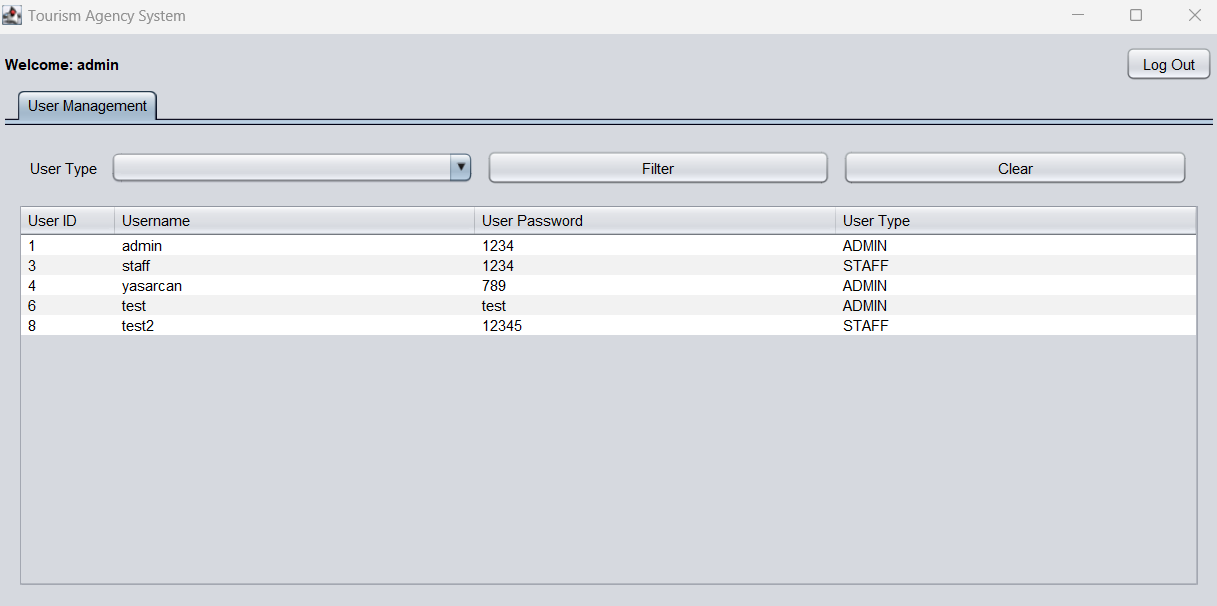 Tourism Agency System
Welcome: admin
Log Out
User Management
User Type Filter Clear
User ID Username User Password User Type
1 admin 1234 ADMIN
3 staff 1234 STAFF
4 yasarcan 789 ADMIN
6 test test ADMIN
8 test2 12345 STAFF